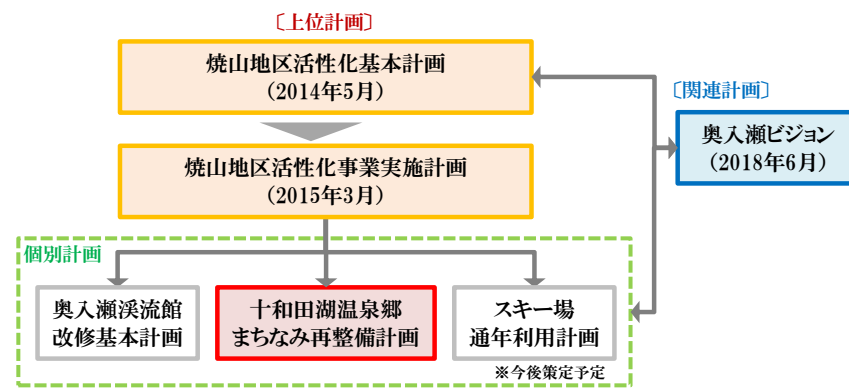 〔上位計画〕
焼山地区活性化基本計画
（2014年5月）
〔関連計画〕
奥入瀬ビジョン
（2018年6月）
焼山地区活性化事業実施計画
（2015年3月）
個別計画
奥入瀬渓流館
改修基本計画
十和田湖温泉郷
まちなみ再整備計画
スキー場
通年利用計画
※今後策定予定